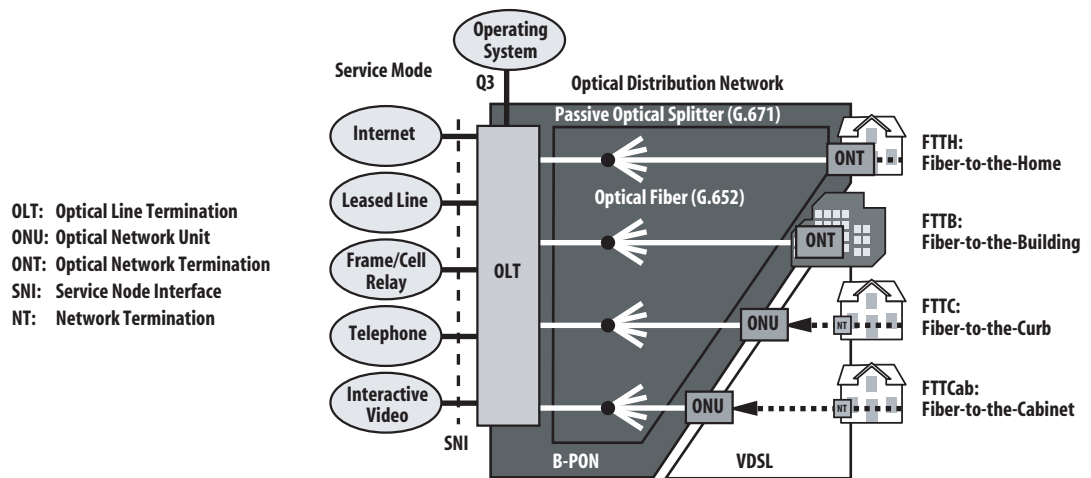 Operating
System
Service Mode
Q3
Optical Distribution Network
Passive Optical Splitter (G.671)
Internet
Leased Line
Frame/Cell
Relay
Telephone
Interactive
Video
SNI
OLT
Optical Fiber (G.652)
ONT
ONT
ONU
ONU
NT
NT
B-PON
VDSL
FTTH:
Fiber-to-the-Home
FTTB:
Fiber-to-the-Building
FTTC:
Fiber-to-the-Curb
FTTCab:
Fiber-to-the-Cabinet
OLT: Optical Line Termination
ONU: Optical Network Unit
ONT: Optical Network Termination
SNI: Service Node Interface
NT: Network Termination